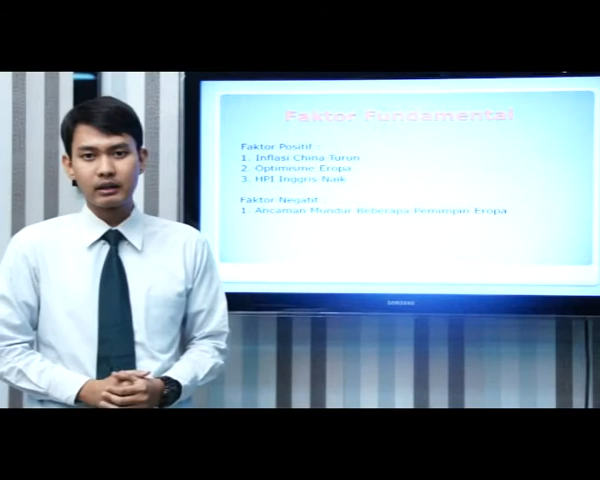 Faktor Fundamental
Faktor Positif :
1. Inflasi China Turun
2. Optimisme Eropa
3. HPI Inggris Naik
Faktor Negatif :
1. Ancaman Mundur Beberapa Pemimpin Eropa
SAMSUNG